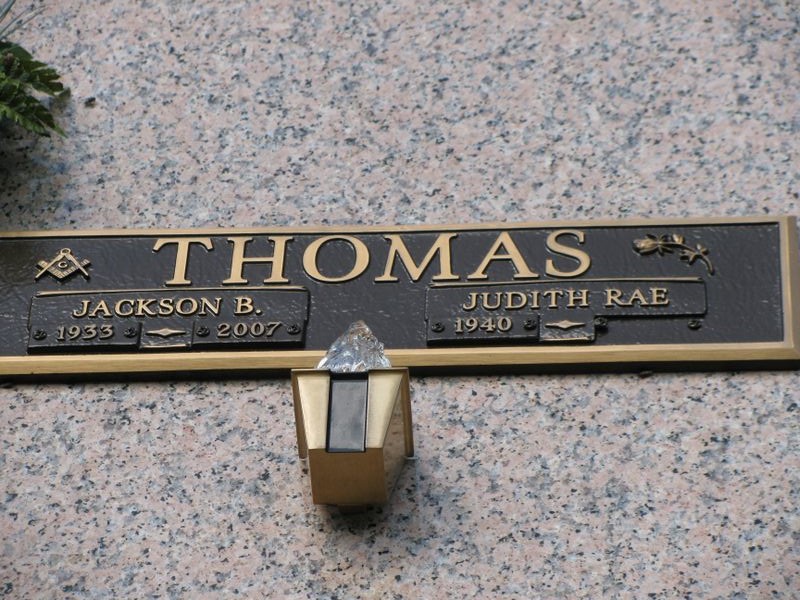 THOMAS
JACKSON B.
1933 2007
JUDITH RAE
1940